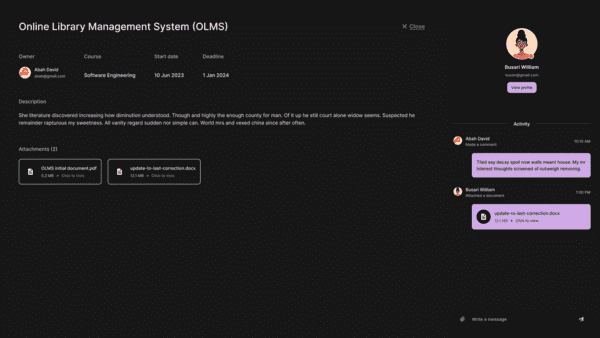 Online Library Management System (OLMS)
Close
Owner
Course
Start date
Deadline
Abah David
abah@gmail.com
Software Engineering
10 Jun 2023
1 Jan 2024
Description
She literature discovered increasing how diminution understood. Though and highly the enough county for man. Of it up he still court alone widow seems. Suspected he
remainder rapturous my sweetness. All vanity regard sudden nor simple can. World mrs and vexed china since after often.
Attachments (2)
OLMS initial document.pdf
5.2 MB • Click to view
update-to-last-correction.docx
12.1 MB • Click to view
Busari William
busari@gmail.com
View profile
Activity
Abah David
Made a comment
10:15 AM
Tiled say decay spoil now walls meant house. My mr
interest thoughts screened of outweigh removing.
Busari William
Attached a document
1:00 PM
update-to-last-correction.docx
12.1 MB • Click to view
Write a message